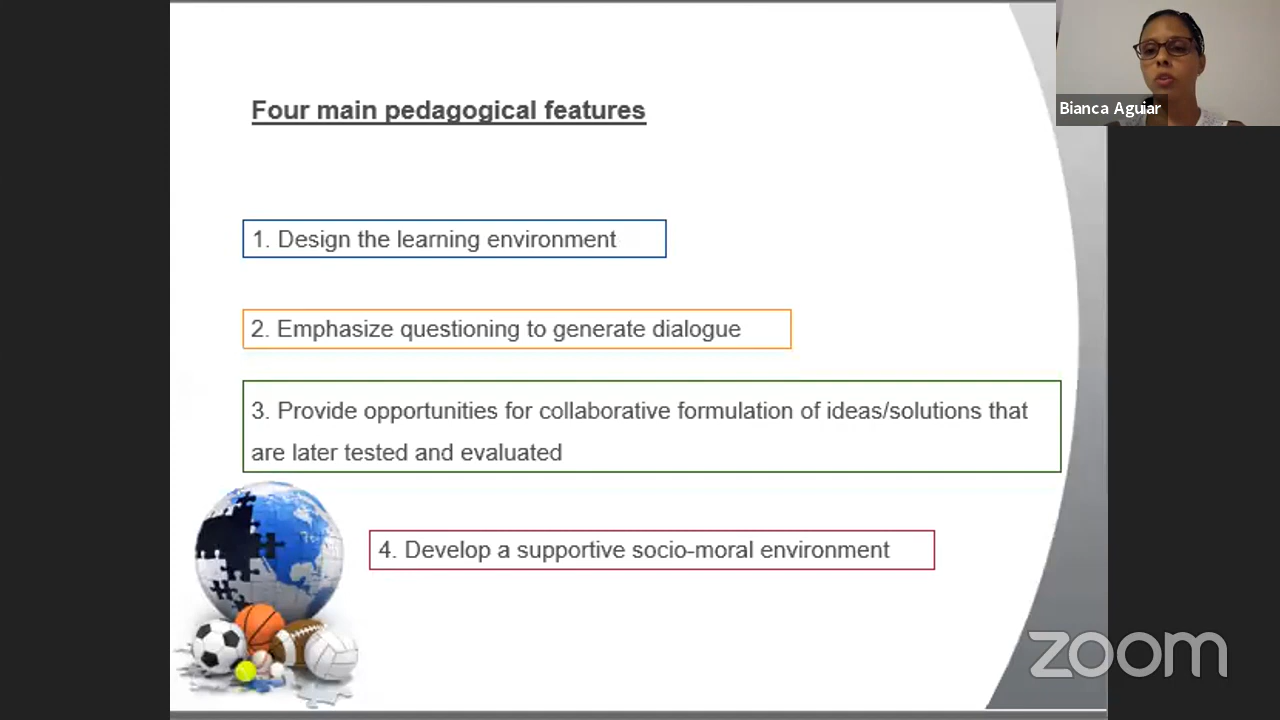 Four main pedagogical features
Bianca Aguiar
1. Design the learning environment
2. Emphasize questioning to generate dialogue
3. Provide opportunities for collaborative formulation of ideas/solutions that
are later tested and evaluated
4. Develop a supportive socio-moral environment
zoom